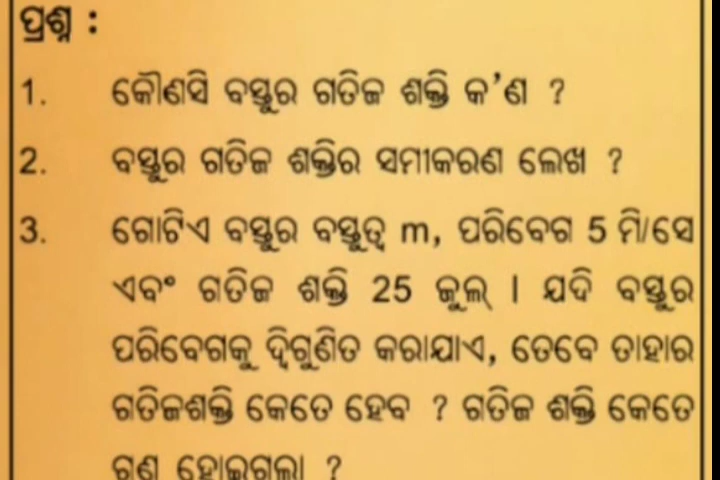 ପ୍ରଶ୍ନ :
1. କୌଣସି ବସ୍ତୁର ଗତିଜ ଶକ୍ତି କ'ଣ ?
2. ବସ୍ତୁର ଗତିଜ ଶକ୍ତିର ସମୀକରଣ ଲେଖ ?
3. ଗୋଟିଏ ବସ୍ତୁର ବସ୍ତୁତ୍ୱ m, ପରିବେଗ 5 ମି/ସେ
ଏବଂ ଗତିଜ ଶକ୍ତି 25 ଜୁଲ୍ । ଯଦି ବସ୍ତୁର
ପରିବେଗକୁ ଦ୍ୱିଗୁଣିତ କରାଯାଏ, ତେବେ ତାହାର
ଗତିଜଶକ୍ତି କେତେ ହେବ ? ଗତିଜ ଶକ୍ତି କେତେ
ଗୁଣ ହୋଇଗଲା ?